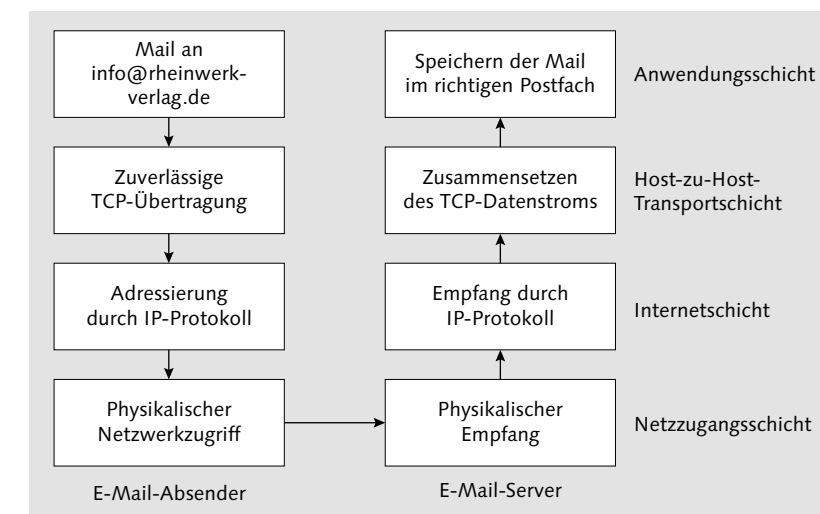 Mail an
info@rheinwerk-
verlag.de
Speichern der Mail
im richtigen Postfach
Anwendungsschicht
Zuverlässige
TCP-Übertragung
Zusammensetzen
des TCP-Datenstroms
Host-zu-Host-
Transportschicht
Adressierung
durch IP-Protokoll
Empfang durch
IP-Protokoll
Internetschicht
Physikalischer
Netzwerkzugriff
Physikalischer
Empfang
Netzzugangsschicht
E-Mail-Absender
E-Mail-Server